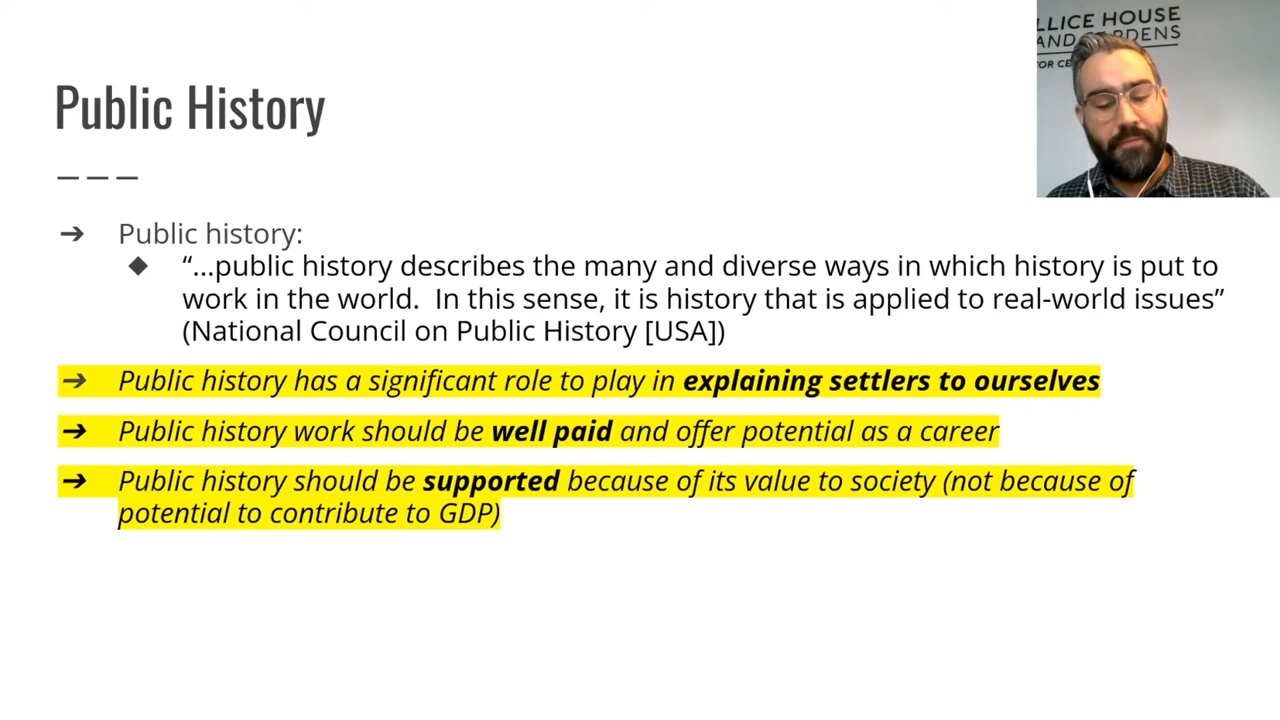 LLICE HOUSE
AND GARDENS
TOR CE
Public History
➔ Public history:
◆ “...public history describes the many and diverse ways in which history is put to
work in the world. In this sense, it is history that is applied to real-world issues”
(National Council on Public History [USA])
➔ Public history has a significant role to play in explaining settlers to ourselves
➔ Public history work should be well paid and offer potential as a career
➔ Public history should be supported because of its value to society (not because of
potential to contribute to GDP)